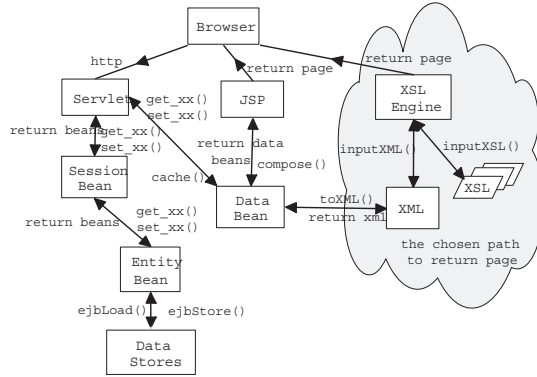 Browser
http
return page
return page
Servlet
get_xx()
set_xx()
JSP
XSL
Engine
return beans
get_xx()
set_xx()
return data
beans
compose()
inputXML()
inputXSL()
Session
Bean
cache()
Data
Bean
toXML()
return xml
XML
XSL
return beans
get_xx()
set_xx()
the chosen path
to return page
Entity
Bean
ejbLoad()
ejbStore()
Data
Stores